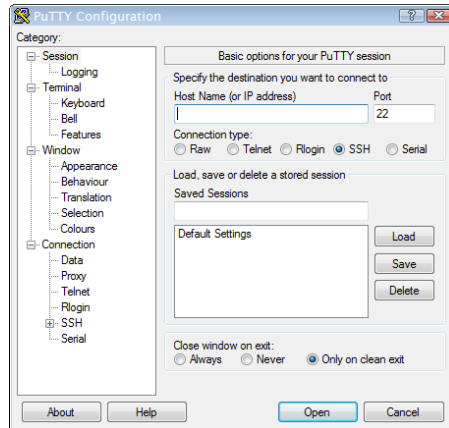 PuTTY Configuration
Category:
Session
Logging
Terminal
Keyboard
Bell
Features
Window
Appearance
Behaviour
Translation
Selection
Colours
Connection
Data
Proxy
Telnet
Rlogin
SSH
Serial
Basic options for your PuTTY session
Specify the destination you want to connect to
Host Name (or IP address) Port
22
Connection type:
Raw Telnet Rlogin SSH Serial
Load, save or delete a stored session
Saved Sessions
Default Settings
Load
Save
Delete
Close window on exit:
Always Never Only on clean exit
About Help Open Cancel